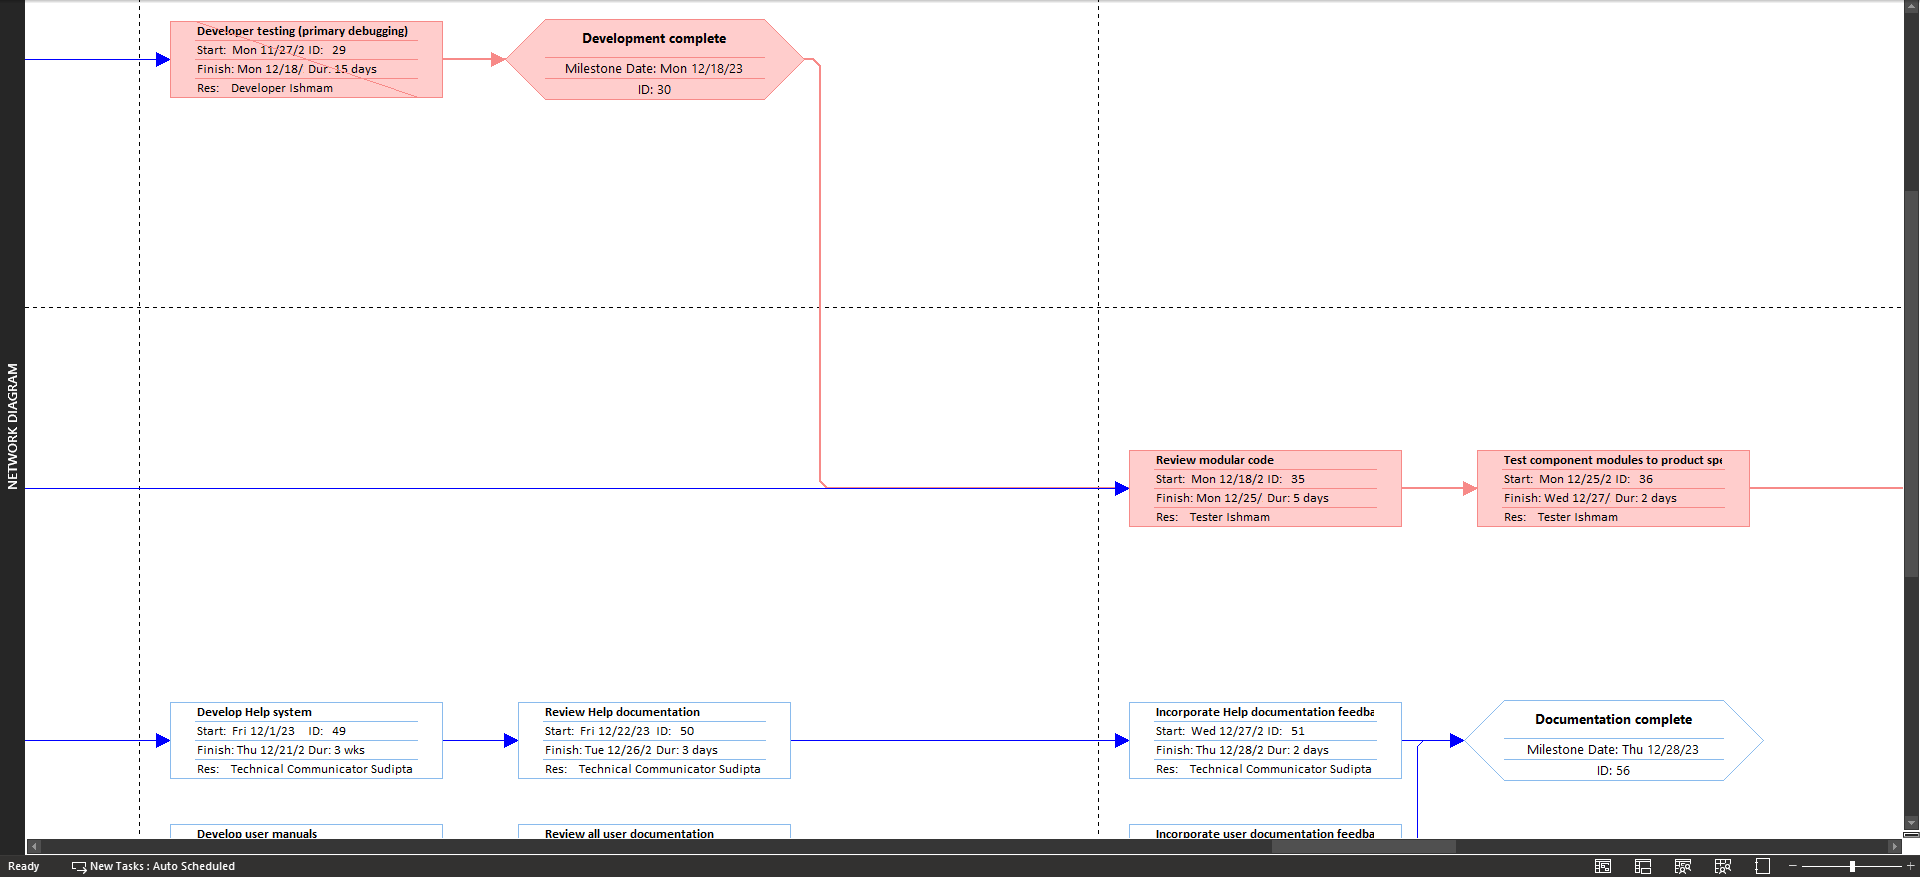 Developer testing (primary debugging)
Start: Mon 11/27/2 ID: 29
Finish: Mon 12/18/ Dur: 15 days
Res: Developer Ishmam
Development complete
Milestone Date: Mon 12/18/23
ID: 30
NETWORK DIAGRAM
Review modular code
Start: Mon 12/18/2 ID: 35
Finish: Mon 12/25/ Dur: 5 days
Res: Tester Ishmam
Test component modules to product spe
Start: Mon 12/25/2 ID: 36
Finish: Wed 12/27/ Dur: 2 days
Res: Tester Ishmam
Develop Help system
Start: Fri 12/1/23 ID: 49
Finish: Thu 12/21/2 Dur: 3 wks
Res: Technical Communicator Sudipta
Review Help documentation
Start: Fri 12/22/23 ID: 50
Finish: Tue 12/26/2 Dur: 3 days
Res: Technical Communicator Sudipta
Incorporate Help documentation feedba
Start: Wed 12/27/2 ID: 51
Finish: Thu 12/28/2 Dur: 2 days
Res: Technical Communicator Sudipta
Documentation complete
Milestone Date: Thu 12/28/23
ID: 56
Develop user manuals
Review all user documentation
Incorporate user documentation feedba
Ready
New Tasks : Auto Scheduled